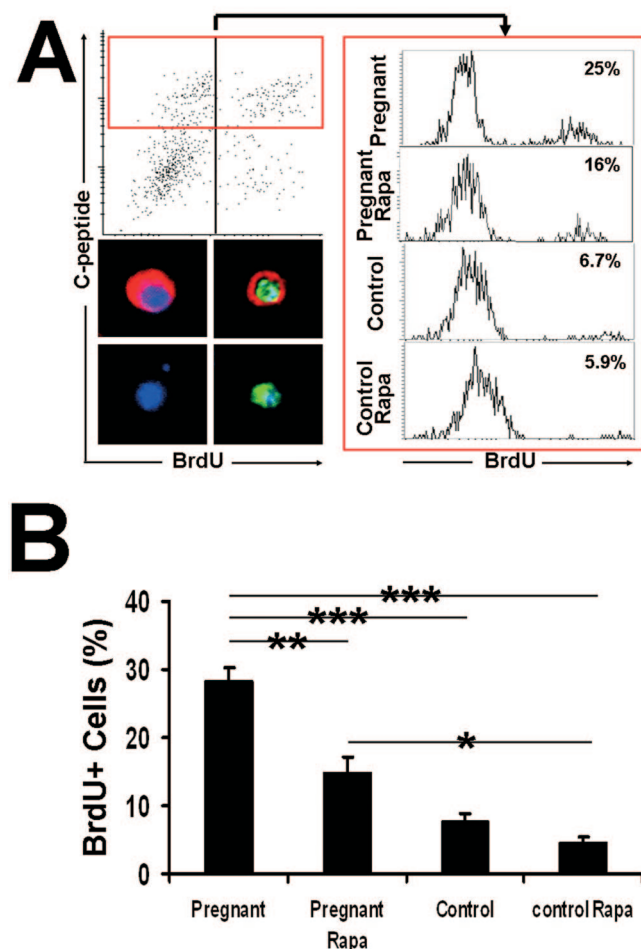 A
C-peptide
BrdU
Pregnant
25%
Pregnant
Rapa
16%
Control
6.7%
Control
Rapa
5.9%
BrdU
B
BrdU+ Cells (%)
40
30
20
10
0
***
***
**
*
Pregnant
Pregnant
Rapa
Control
control Rapa